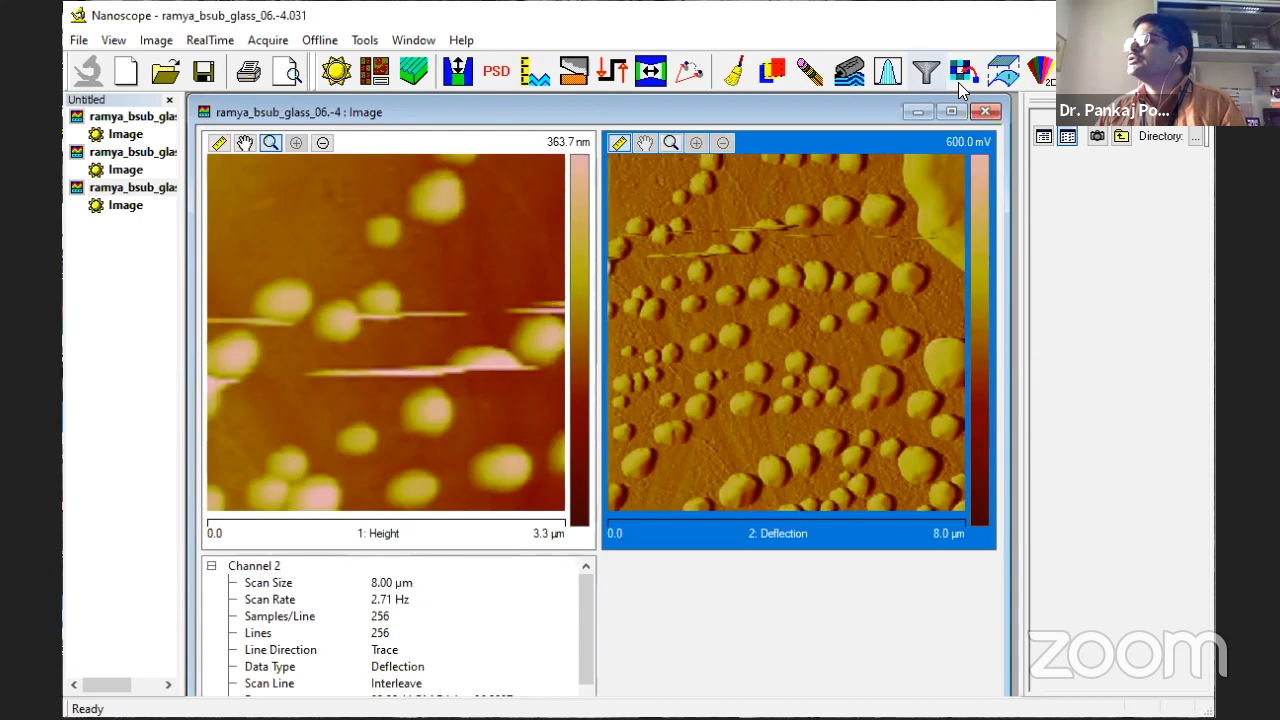 Nanoscope - ramya_bsub_glass_06.-4.031
File View Image RealTime Acquire Offline Tools Window Help
PSD
Dr. Pankaj Po...
Untitled
ramya_bsub_glas
Image
ramya_bsub_glas
Image
ramya_bsub_glas
Image
ramya_bsub_glass_06.-4 : Image
363.7 nm
600.0 mV
Directory: ...
0.0 1: Height 3.3 µm
0.0 2: Deflection 8.0 µm
Channel 2
Scan Size 8.00 µm
Scan Rate 2.71 Hz
Samples/Line 256
Lines 256
Line Direction Trace
Data Type Deflection
Scan Line Interleave
zoom
Ready